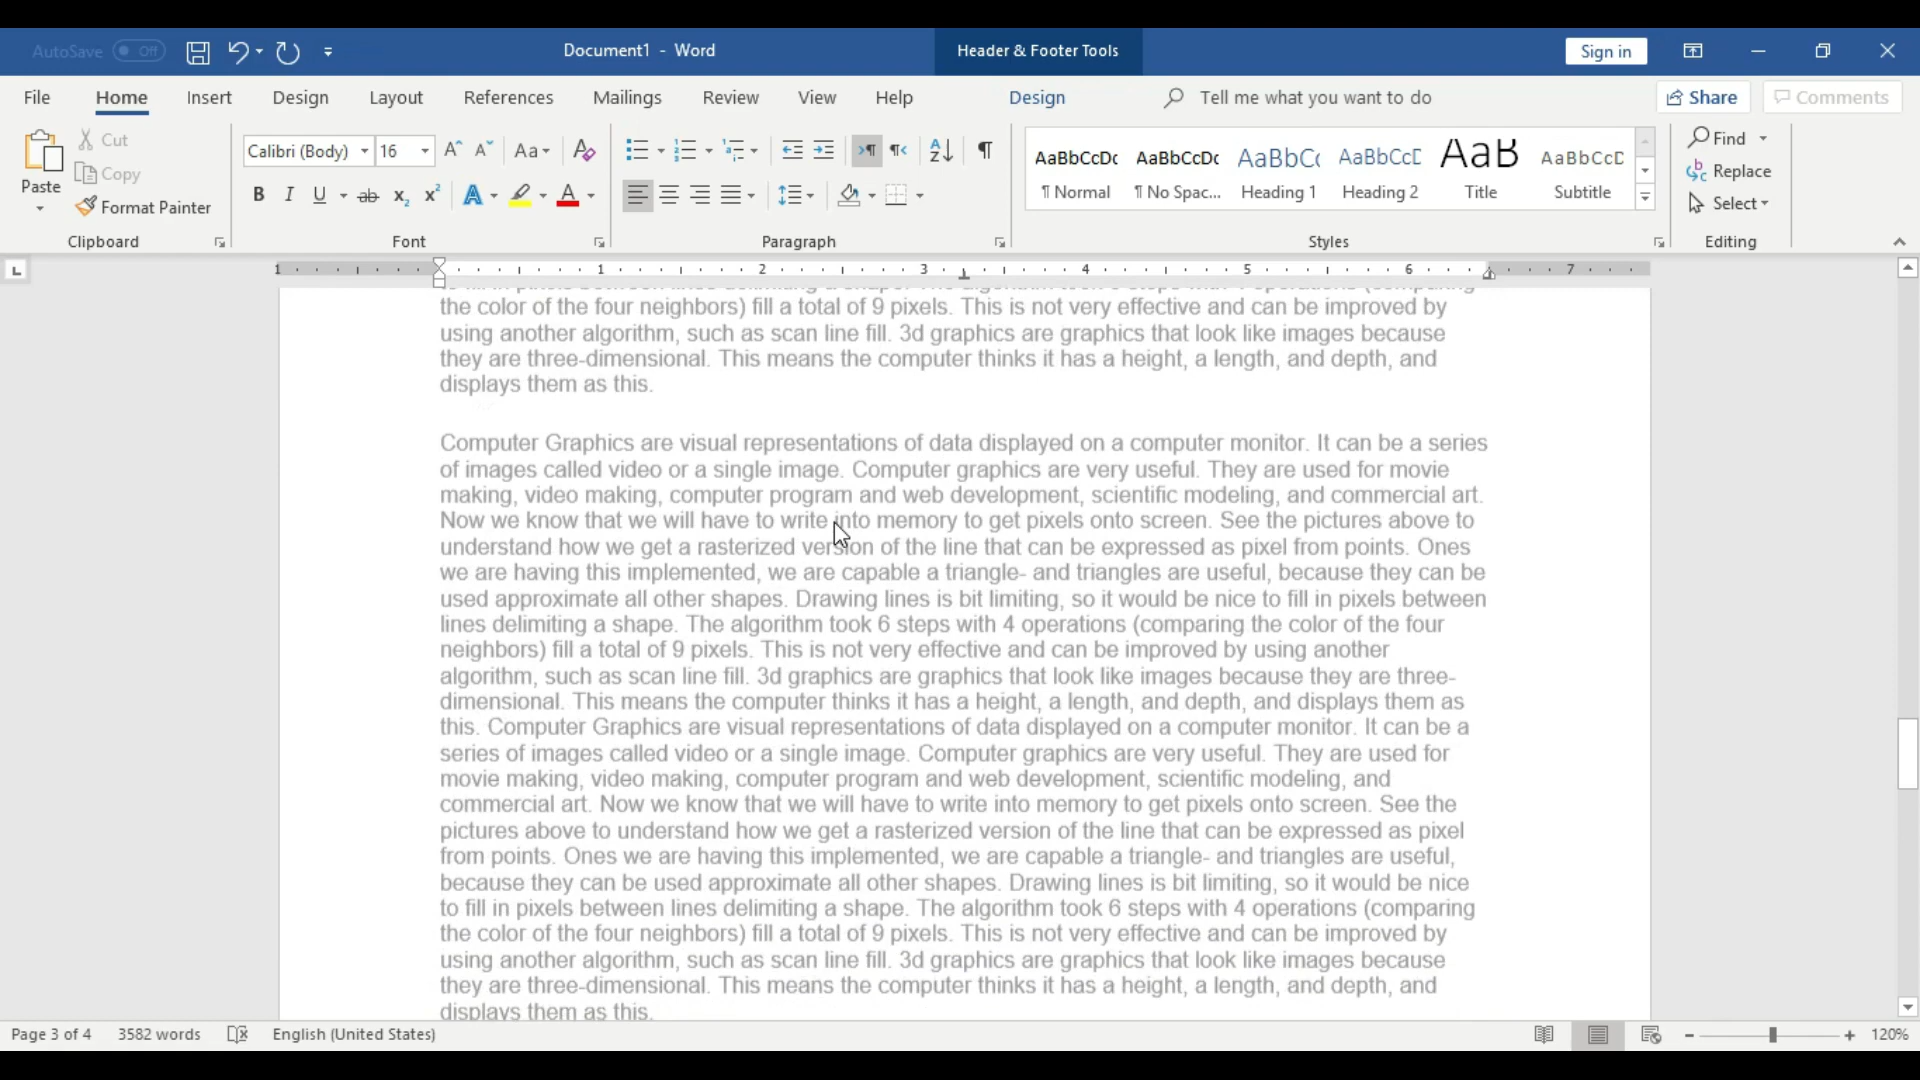 AutoSave Off
Document1 - Word
Header & Footer Tools
Sign in
File Home Insert Design Layout References Mailings Review View Help Design Tell me what you want to do Share Comments
Paste
Cut
Copy
Format Painter
Clipboard
Calibri (Body) 16
Font
Paragraph
AaBbCcDc AaBbCcDc AaBbC AaBbCcD AaB AaBbCcD
¶ Normal ¶ No Spac... Heading 1 Heading 2 Title Subtitle
Styles
Find
Replace
Select
Editing
1 1 2 3 4 5 6 7
to fill in pixels between lines delimiting a shape. The algorithm took 6 steps with 4 operations (comparing
the color of the four neighbors) fill a total of 9 pixels. This is not very effective and can be improved by
using another algorithm, such as scan line fill. 3d graphics are graphics that look like images because
they are three-dimensional. This means the computer thinks it has a height, a length, and depth, and
displays them as this.
Computer Graphics are visual representations of data displayed on a computer monitor. It can be a series
of images called video or a single image. Computer graphics are very useful. They are used for movie
making, video making, computer program and web development, scientific modeling, and commercial art.
Now we know that we will have to write into memory to get pixels onto screen. See the pictures above to
understand how we get a rasterized version of the line that can be expressed as pixel from points. Ones
we are having this implemented, we are capable a triangle- and triangles are useful, because they can be
used approximate all other shapes. Drawing lines is bit limiting, so it would be nice to fill in pixels between
lines delimiting a shape. The algorithm took 6 steps with 4 operations (comparing the color of the four
neighbors) fill a total of 9 pixels. This is not very effective and can be improved by using another
algorithm, such as scan line fill. 3d graphics are graphics that look like images because they are three-
dimensional. This means the computer thinks it has a height, a length, and depth, and displays them as
this. Computer Graphics are visual representations of data displayed on a computer monitor. It can be a
series of images called video or a single image. Computer graphics are very useful. They are used for
movie making, video making, computer program and web development, scientific modeling, and
commercial art. Now we know that we will have to write into memory to get pixels onto screen. See the
pictures above to understand how we get a rasterized version of the line that can be expressed as pixel
from points. Ones we are having this implemented, we are capable a triangle- and triangles are useful,
because they can be used approximate all other shapes. Drawing lines is bit limiting, so it would be nice
to fill in pixels between lines delimiting a shape. The algorithm took 6 steps with 4 operations (comparing
the color of the four neighbors) fill a total of 9 pixels. This is not very effective and can be improved by
using another algorithm, such as scan line fill. 3d graphics are graphics that look like images because
they are three-dimensional. This means the computer thinks it has a height, a length, and depth, and
displays them as this.
Page 3 of 4 3582 words English (United States) 120%